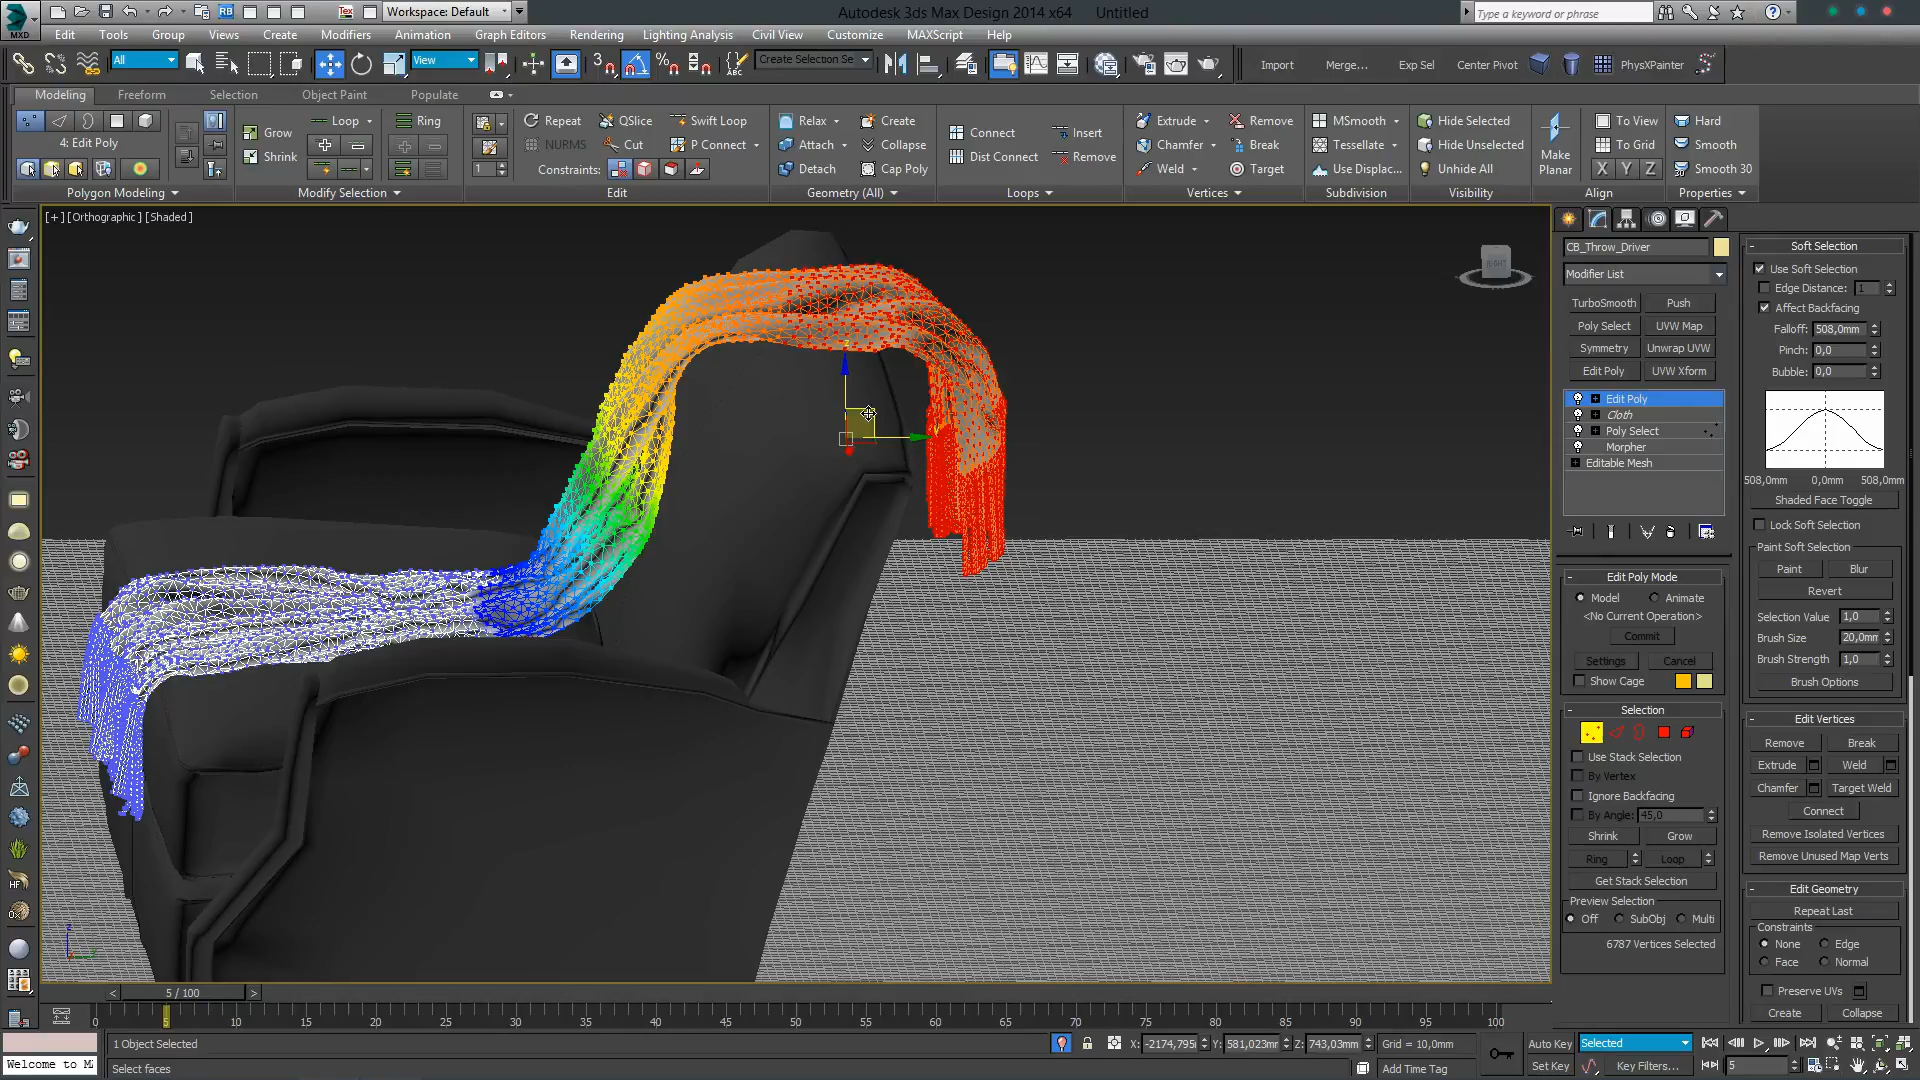 Workspace: Default
Autodesk 3ds Max Design 2014 x64 Untitled
Type a keyword or phrase
MXD
Edit Tools Group Views Create Modifiers Animation Graph Editors Rendering Lighting Analysis Civil View Customize MAXScript Help
All View Create Selection Se Import Merge... Exp Sel Center Pivot PhysXPainter
Modeling Freeform Selection Object Paint Populate
Grow Loop Ring Repeat QSlice Swift Loop Relax Create Connect Insert Extrude Remove MSmooth Hide Selected To View Hard
4: Edit Poly Shrink NURMS Cut P Connect Attach Collapse Dist Connect Remove Chamfer Break Tessellate Hide Unselected Make Planar To Grid Smooth
1 Constraints: Detach Cap Poly Weld Target Use Displac... Unhide All X Y Z Smooth 30
Polygon Modeling Modify Selection Edit Geometry (All) Loops Vertices Subdivision Visibility Align Properties
[+] [Orthographic] [Shaded]
RIGHT
z
CB_Throw_Driver
Modifier List
TurboSmooth Push
Poly Select UVW Map
Symmetry Unwrap UVW
Edit Poly UVW Xform
Edit Poly
Cloth
Poly Select
Morpher
Editable Mesh
Edit Poly Mode
Model Animate
<No Current Operation>
Commit
Settings Cancel
Show Cage
Selection
Use Stack Selection
By Vertex
Ignore Backfacing
By Angle: 45,0
Shrink Grow
Ring Loop
Get Stack Selection
Preview Selection
Off SubObj Multi
6787 Vertices Selected
Soft Selection
Use Soft Selection
Edge Distance: 1
Affect Backfacing
Falloff: 508,0mm
Pinch: 0,0
Bubble: 0,0
508,0mm 0,0mm 508,0mm
Shaded Face Toggle
Lock Soft Selection
Paint Soft Selection
Paint Blur
Revert
Selection Value 1,0
Brush Size 20,0mm
Brush Strength 1,0
Brush Options
Edit Vertices
Remove Break
Extrude Weld
Chamfer Target Weld
Connect
Remove Isolated Vertices
Remove Unused Map Verts
Edit Geometry
Repeat Last
Constraints
None Edge
Face Normal
Preserve UVs
Create Collapse
< 5 / 100 >
0 5 10 15 20 25 30 35 40 45 50 55 60 65 70 75 80 85 90 95 100
1 Object Selected X: -2174,795 Y: 581,023mm Z: 743,03mm Grid = 10,0mm Auto Key Selected
Welcome to M Select faces Add Time Tag Set Key Key Filters... 5